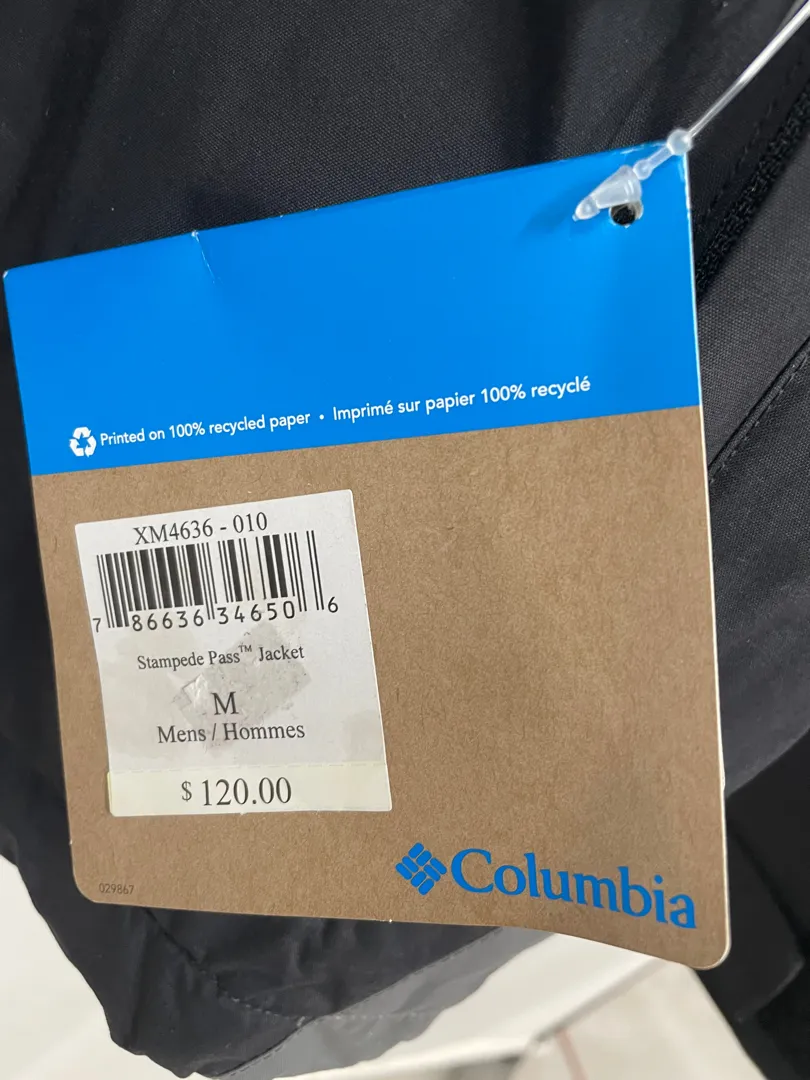 Printed on 100% recycled paper • Imprimé sur papier 100% recyclé
XM4636 - 010
7 86636 34650 6
Stampede Pass™ Jacket
M
Mens / Hommes
$ 120.00
029867
Columbia